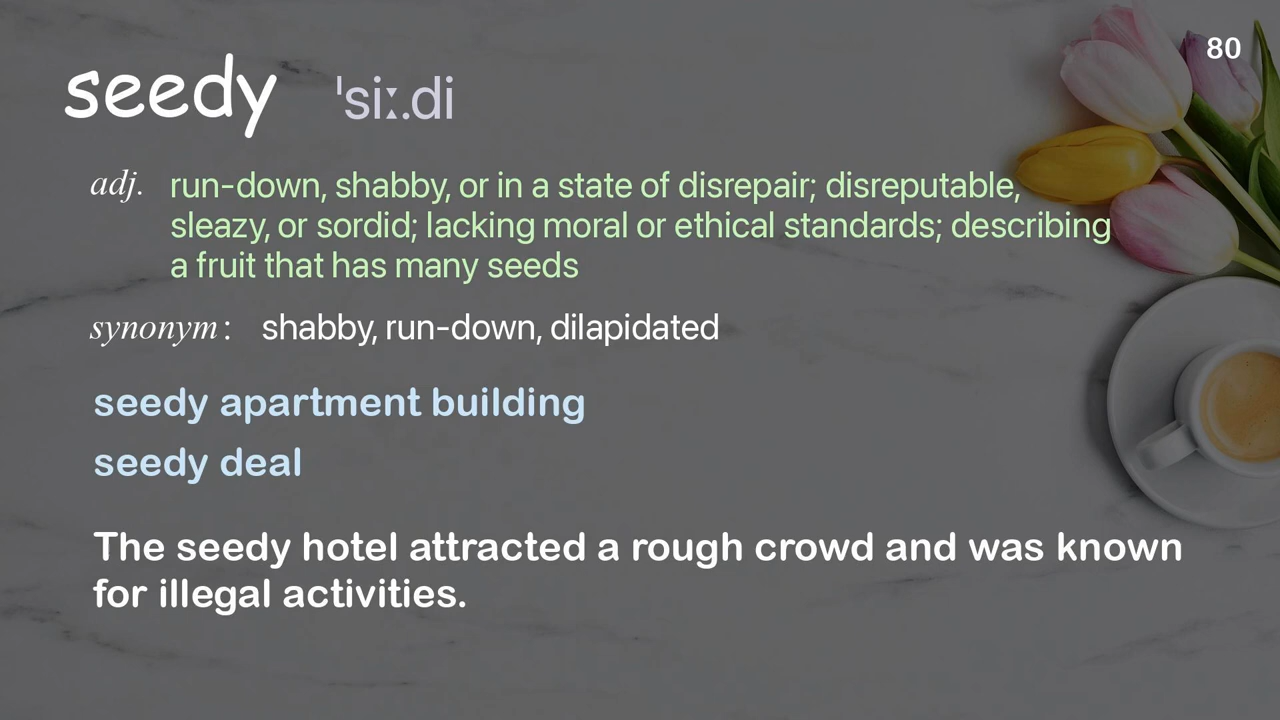 80
seedy ˈsiː.di
adj. run-down, shabby, or in a state of disrepair; disreputable,
sleazy, or sordid; lacking moral or ethical standards; describing
a fruit that has many seeds
synonym: shabby, run-down, dilapidated
seedy apartment building
seedy deal
The seedy hotel attracted a rough crowd and was known
for illegal activities.